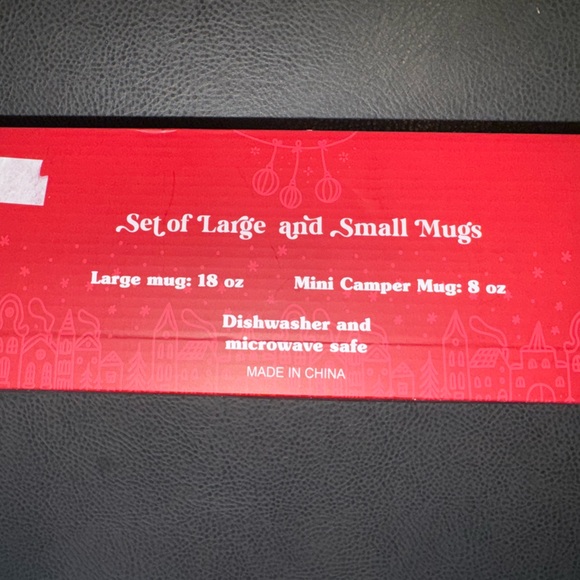 Set of Large and Small Mugs
Large mug: 18 oz Mini Camper Mug: 8 oz
Dishwasher and
microwave safe
MADE IN CHINA